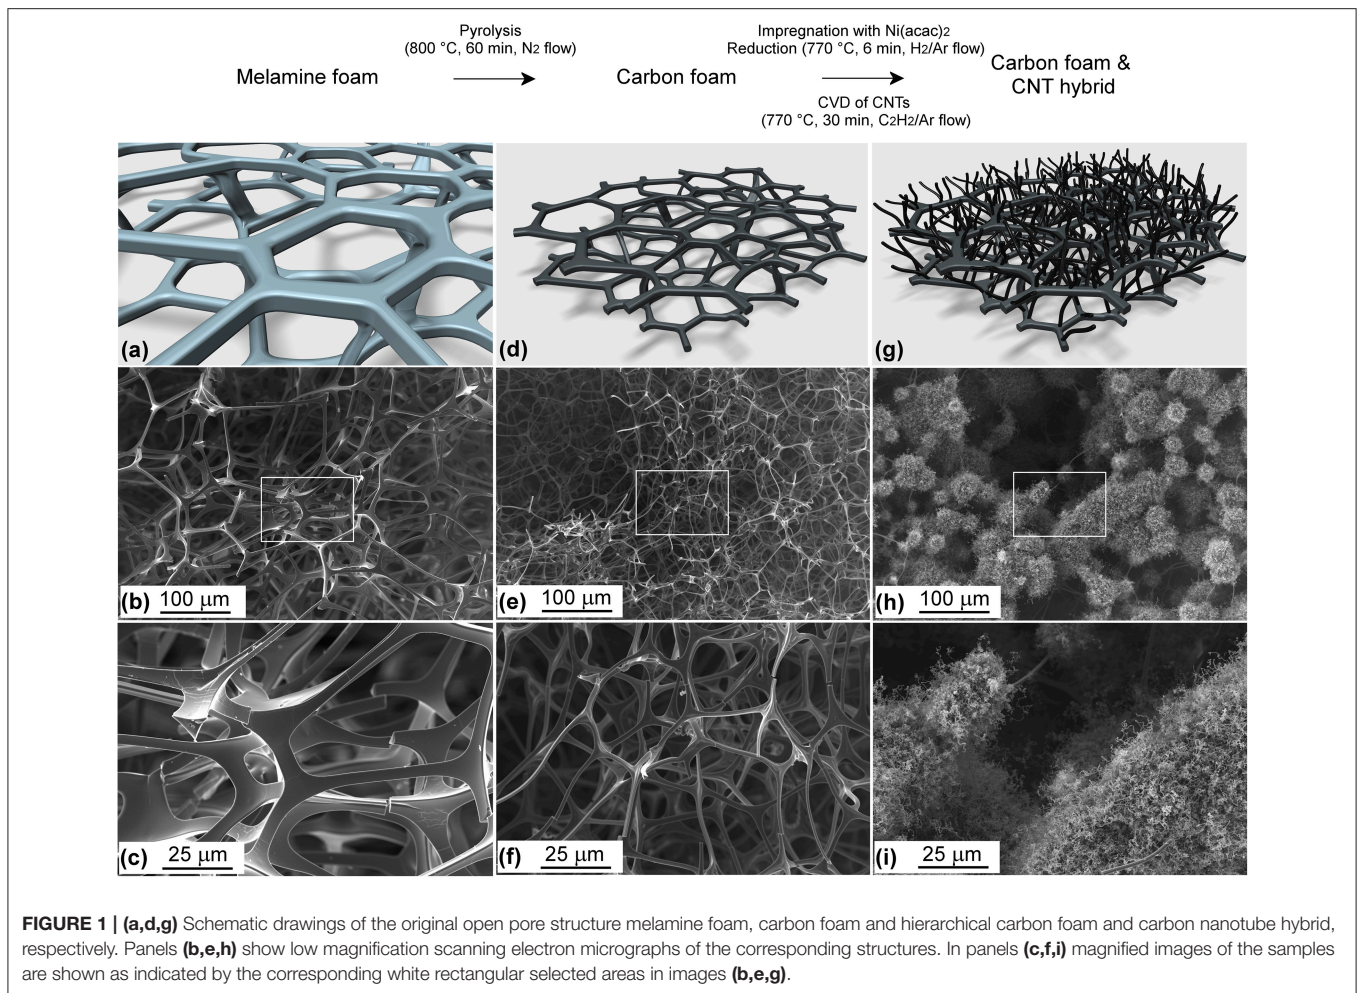 Pyrolysis
(800 °C, 60 min, N2 flow)
Impregnation with Ni(acac)2
Reduction (770 °C, 6 min, H2/Ar flow)
Melamine foam
Carbon foam
Carbon foam &
CNT hybrid
CVD of CNTs
(770 °C, 30 min, C2H2/Ar flow)
(a)
(d)
(g)
(b) 100 µm
(e) 100 µm
(h) 100 µm
(c) 25 µm
(f) 25 µm
(i) 25 µm
FIGURE 1 | (a,d,g) Schematic drawings of the original open pore structure melamine foam, carbon foam and hierarchical carbon foam and carbon nanotube hybrid,
respectively. Panels (b,e,h) show low magnification scanning electron micrographs of the corresponding structures. In panels (c,f,i) magnified images of the samples
are shown as indicated by the corresponding white rectangular selected areas in images (b,e,g).